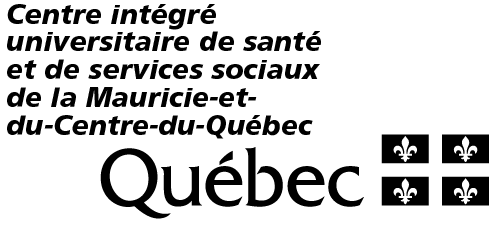 Centre intégré
universitaire de santé
et de services sociaux
de la Mauricie-et-
du-Centre-du-Québec
Québec